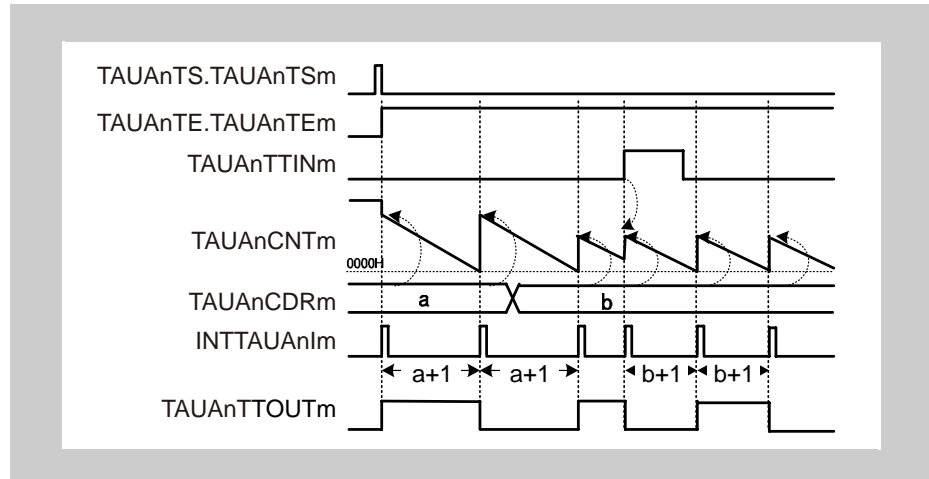 TAUAnTS.TAUAnTSm
TAUAnTE.TAUAnTEm
TAUAnTTINm
TAUAnCNTm
0000H
TAUAnCDRm
a
b
INTTAUAnIm
a+1 a+1 b+1 b+1
TAUAnTTOUTm